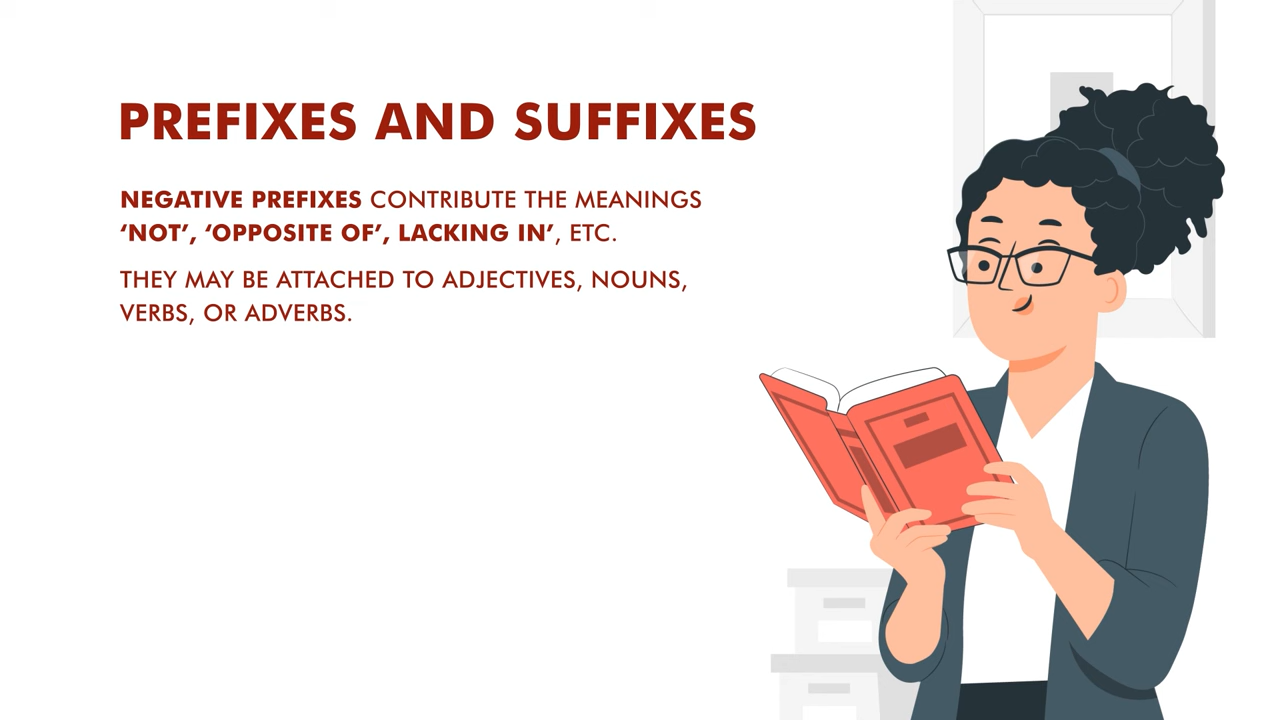 PREFIXES AND SUFFIXES
NEGATIVE PREFIXES CONTRIBUTE THE MEANINGS
‘NOT’, ‘OPPOSITE OF’, LACKING IN’, ETC.
THEY MAY BE ATTACHED TO ADJECTIVES, NOUNS,
VERBS, OR ADVERBS.